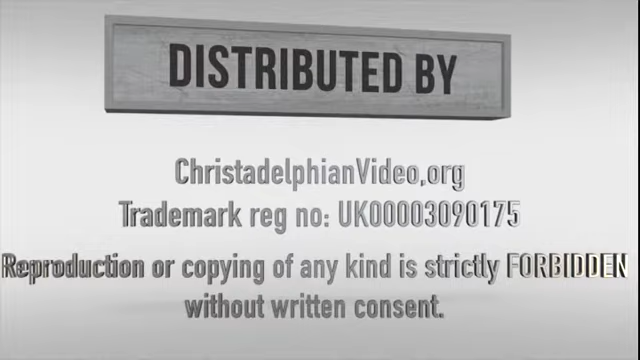 DISTRIBUTED BY
ChristadelphianVideo.org
Trademark reg no: UK00003090175
Reproduction or copying of any kind is strictly FORBIDDEN
without written consent.